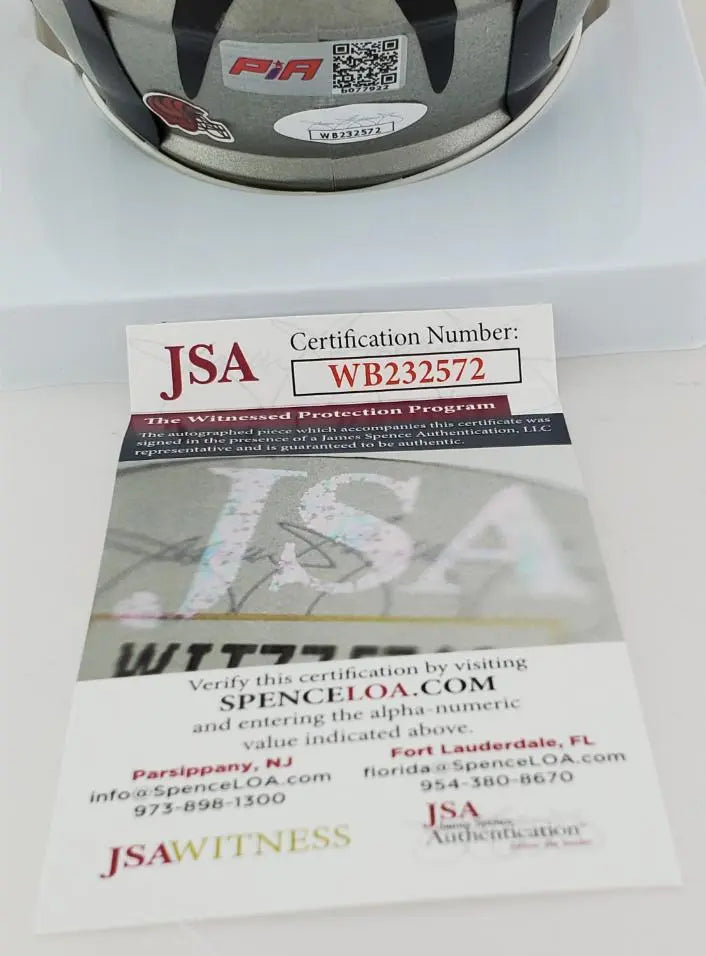 PiA
b077922
WB232572
JSA
Certification Number:
WB232572
The Witnessed Protection Program
The autographed piece which accompanies this certificate was
signed in the presence of a James Spence Authentication, LLC
representative and is guaranteed to be authentic.
JSA
Verify this certification by visiting
SPENCELOA.COM
and entering the alpha-numeric
value indicated above.
Parsippany, NJ
info@SpenceLOA.com
973-898-1300
Fort Lauderdale, FL
florida@SpenceLOA.com
954-380-8670
JSAWITNESS
JSA
Authentication